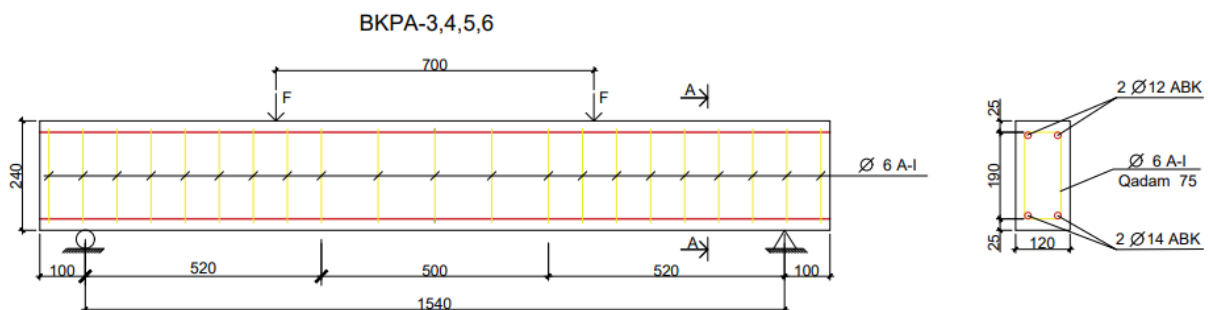 BKPA-3,4,5,6
700
F
F
A
240
Ø 6 A-I
A
100
520
500
520
100
1540
2 Ø12 ABK
25
190
Ø 6 A-I
Qadam 75
25
120
2 Ø14 ABK